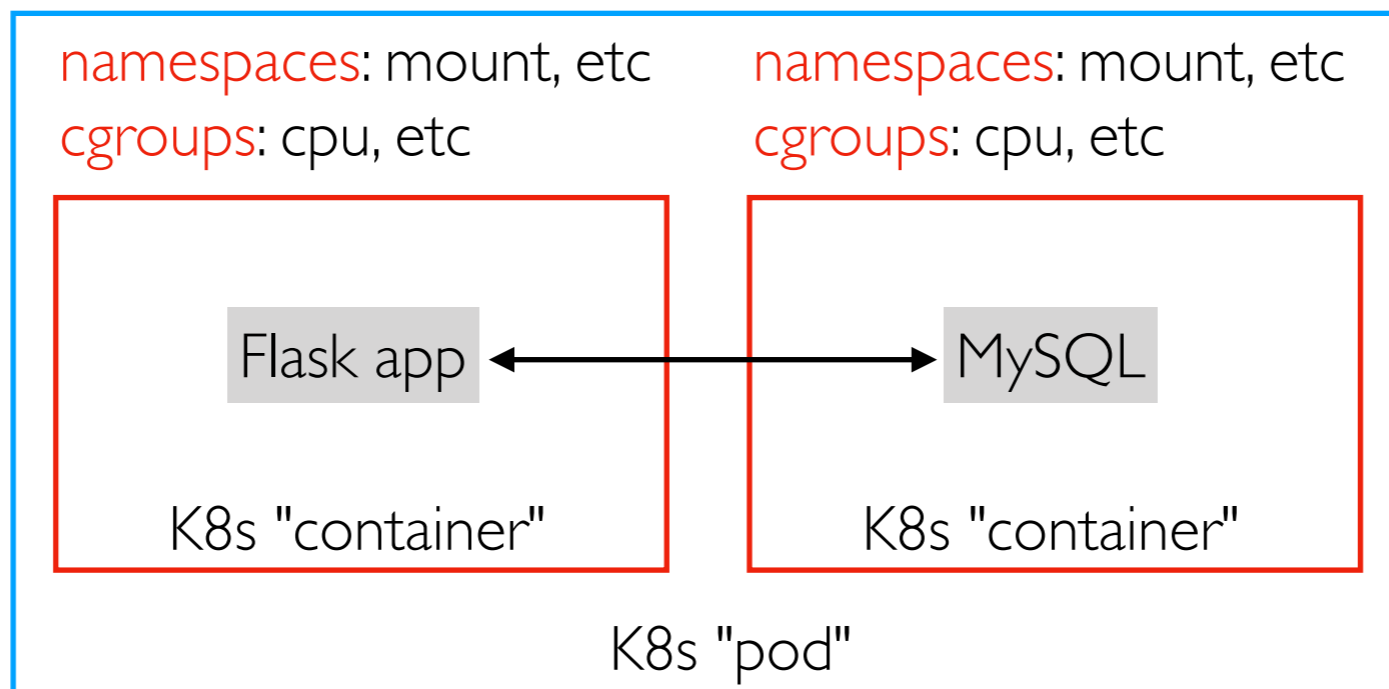 namespaces: mount, etc
cgroups: cpu, etc
namespaces: mount, etc
cgroups: cpu, etc
Flask app
MySQL
K8s "container"
K8s "container"
K8s "pod"